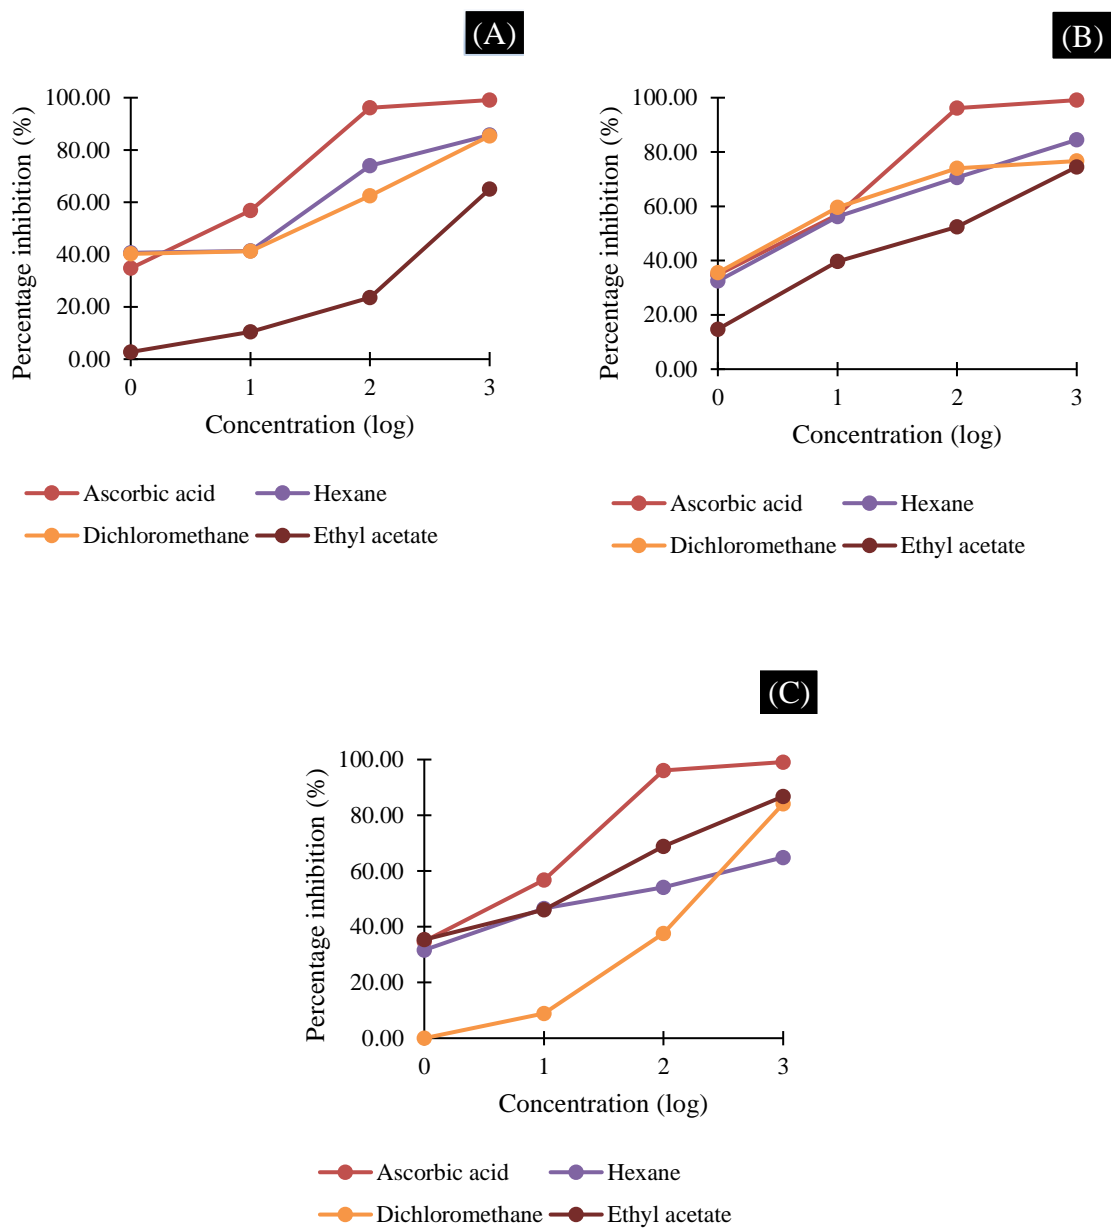 (A)
Percentage inhibition (%)
100.00
80.00
60.00
40.00
20.00
0.00
0 1 2 3
Concentration (log)
Ascorbic acid Hexane
Dichloromethane Ethyl acetate
(B)
Percentage inhibition (%)
100.00
80.00
60.00
40.00
20.00
0.00
0 1 2 3
Concentration (log)
Ascorbic acid Hexane
Dichloromethane Ethyl acetate
(C)
Percentage inhibition (%)
100.00
80.00
60.00
40.00
20.00
0.00
0 1 2 3
Concentration (log)
Ascorbic acid Hexane
Dichloromethane Ethyl acetate